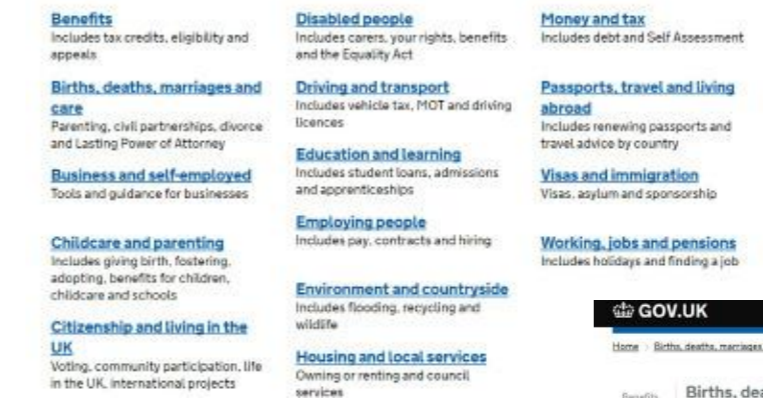 Benefits
Includes tax credits, eligibility and
appeals
Births, deaths, marriages and
care
Parenting, civil partnerships, divorce
and Lasting Power of Attorney
Business and self-employed
Tools and guidance for businesses
Childcare and parenting
Includes giving birth, fostering,
adopting, benefits for children,
childcare and schools
Citizenship and living in the
UK
Voting, community participation, life
in the UK, international projects
Disabled people
Includes carers, your rights, benefits
and the Equality Act
Driving and transport
Includes vehicle tax, MOT and driving
licences
Education and learning
Includes student loans, admissions
and apprenticeships
Employing people
Includes pay, contracts and hiring
Environment and countryside
Includes flooding, recycling and
wildlife
Housing and local services
Owning or renting and council
services
Money and tax
Includes debt and Self Assessment
Passports, travel and living
abroad
Includes renewing passports and
travel advice by country
Visas and immigration
Visas, asylum and sponsorship
Working, jobs and pensions
Includes holidays and finding a job
GOV.UK
Home > Births, deaths, marriages
Benefits
Births, dea